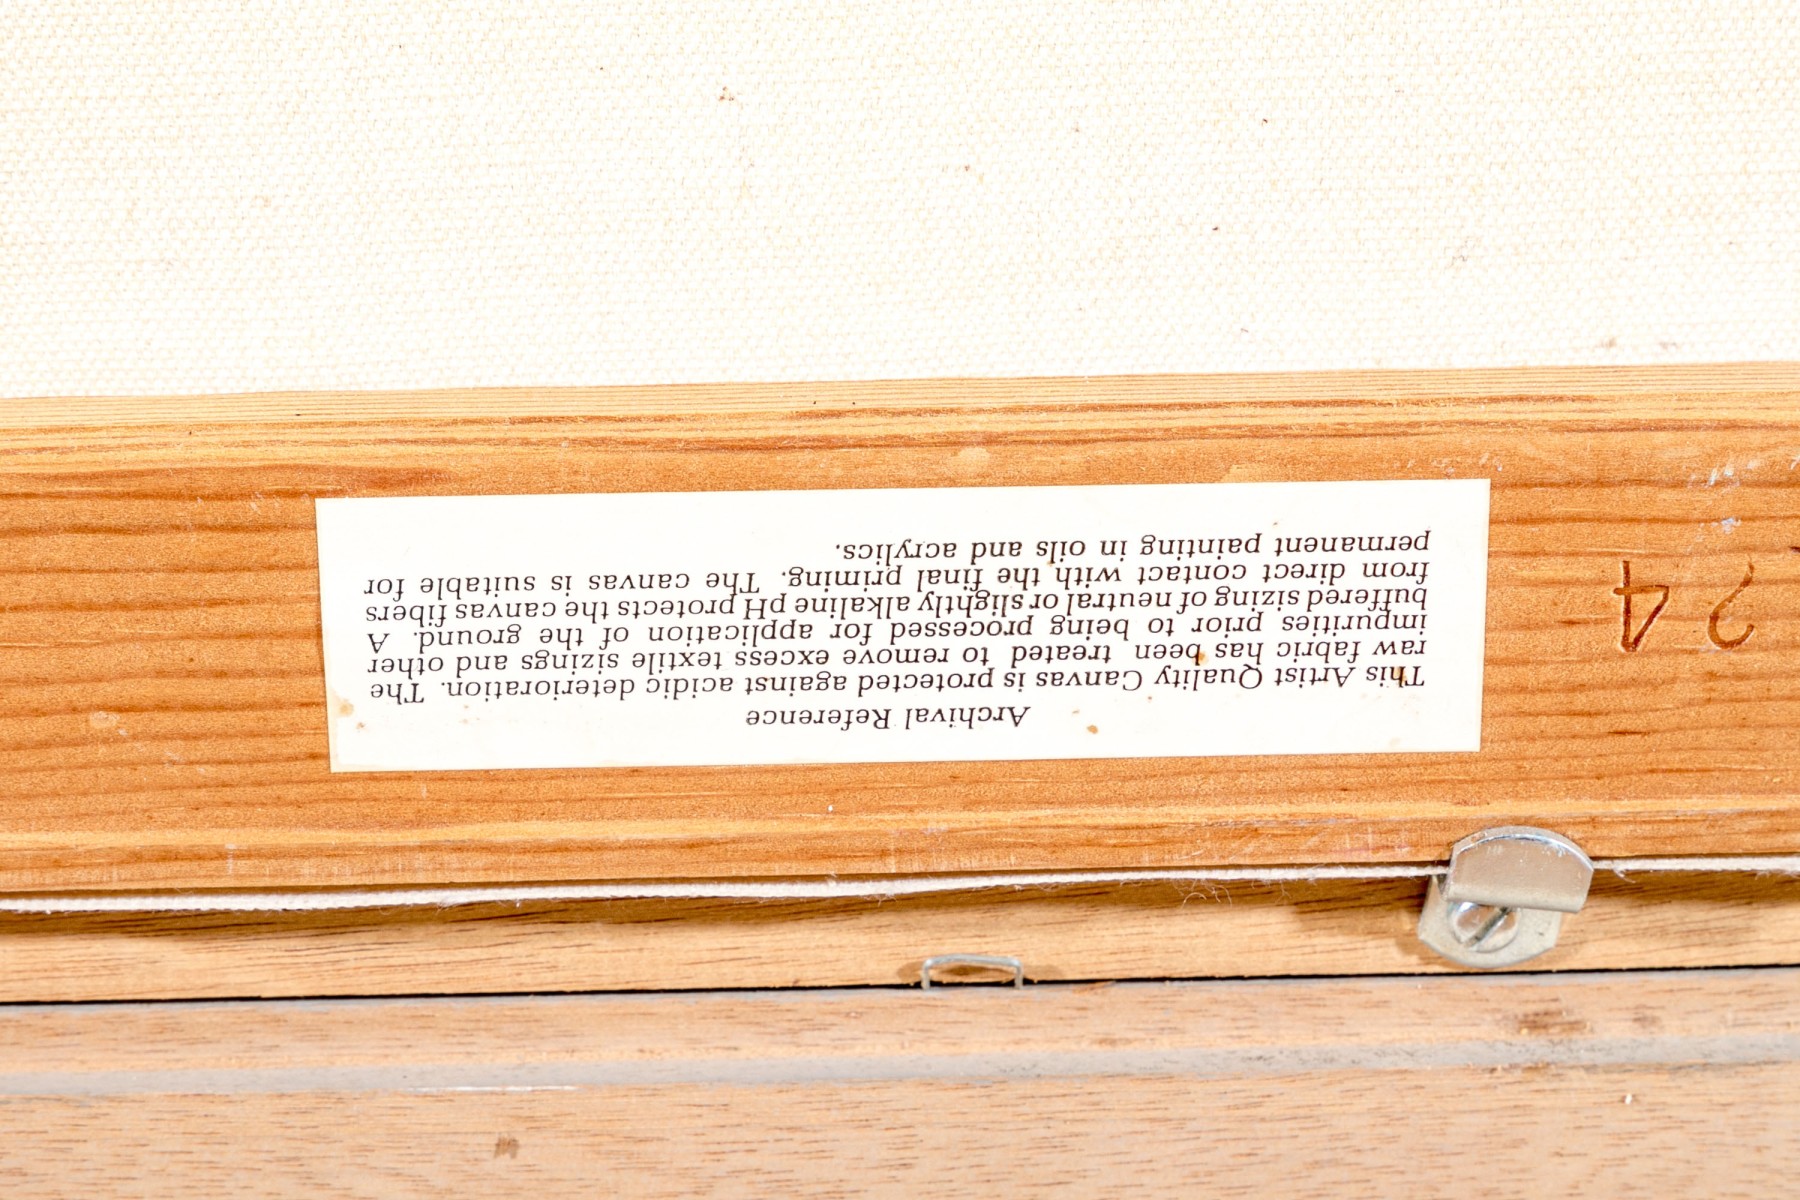 Archival Reference
This Artist Quality Canvas is protected against acidic deterioration. The
raw fabric has been treated to remove excess textile sizings and other
impurities prior to being processed for application of the ground. A
buffered sizing of neutral or slightly alkaline pH protects the canvas fibers
from direct contact with the final priming. The canvas is suitable for
permanent painting in oils and acrylics.
24